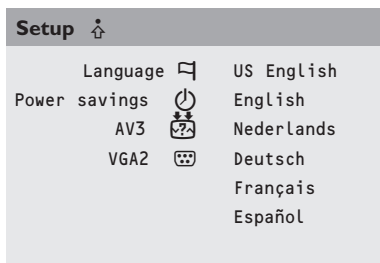 Setup
Language US English
Power savings English
AV3 Nederlands
VGA2 Deutsch
Français
Español